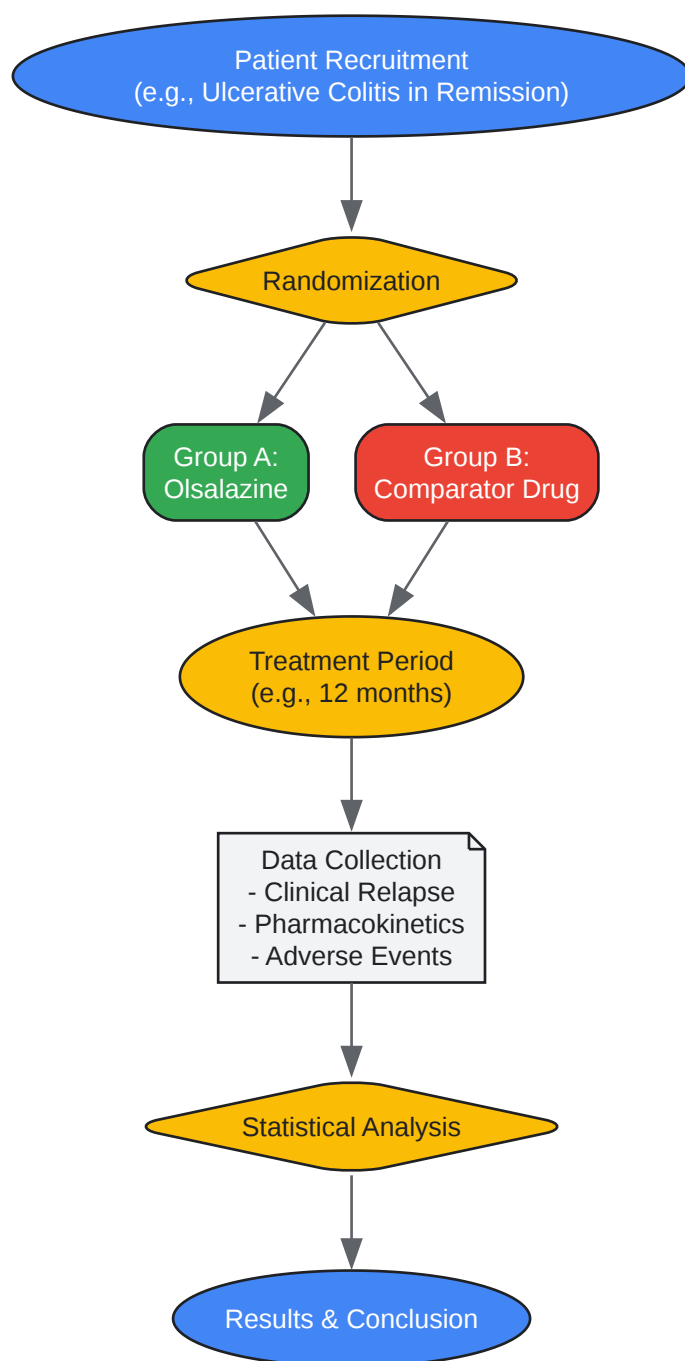 Patient Recruitment
(e.g., Ulcerative Colitis in Remission)
Randomization
Group A:
Olsalazine
Group B:
Comparator Drug
Treatment Period
(e.g., 12 months)
Data Collection
- Clinical Relapse
- Pharmacokinetics
- Adverse Events
Statistical Analysis
Results & Conclusion